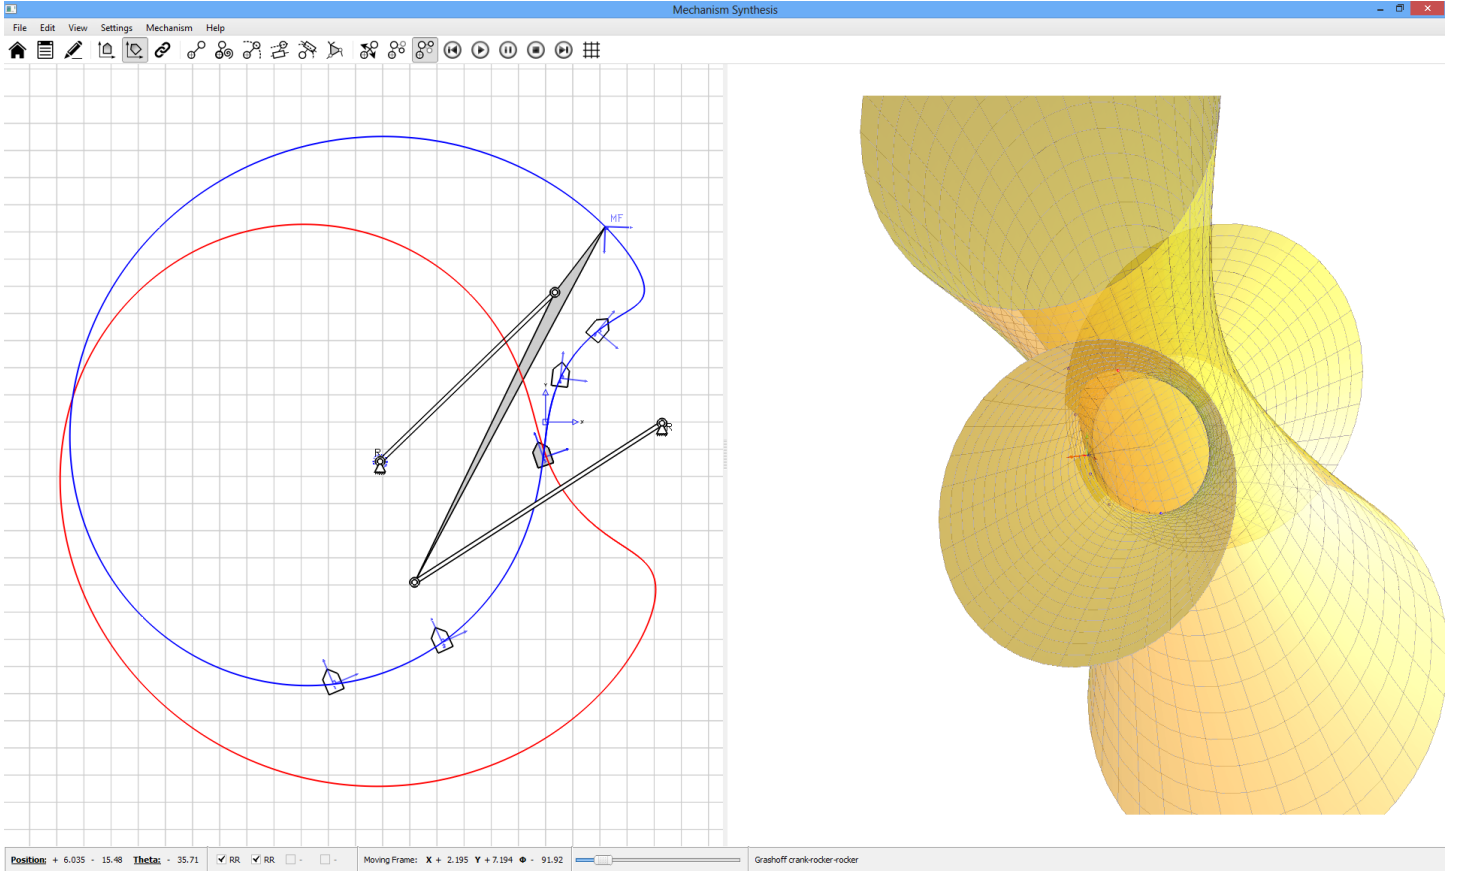 Mechanism Synthesis
File Edit View Settings Mechanism Help
MF
Y
x
R
R
Position: + 6.035 - 15.48 Theta: - 35.71 RR RR - - Moving Frame: X + 2.195 Y + 7.194 Φ - 91.92 Grashoff crank-rocker-rocker